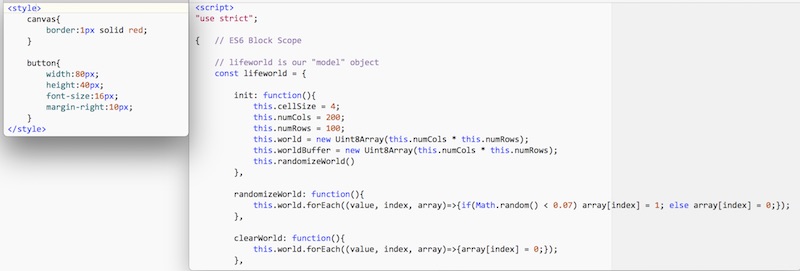 <style>
canvas{
border:1px solid red;
}
button{
width:80px;
height:40px;
font-size:16px;
margin-right:10px;
}
</style>
<script>
"use strict";
{ // ES6 Block Scope
// lifeworld is our "model" object
const lifeworld = {
init: function(){
this.cellSize = 4;
this.numCols = 200;
this.numRows = 100;
this.world = new Uint8Array(this.numCols * this.numRows);
this.worldBuffer = new Uint8Array(this.numCols * this.numRows);
this.randomizeWorld()
},
randomizeWorld: function(){
this.world.forEach((value, index, array)=>{if(Math.random() < 0.07) array[index] = 1; else array[index] = 0;});
},
clearWorld: function(){
this.world.forEach((value, index, array)=>{array[index] = 0;});
},